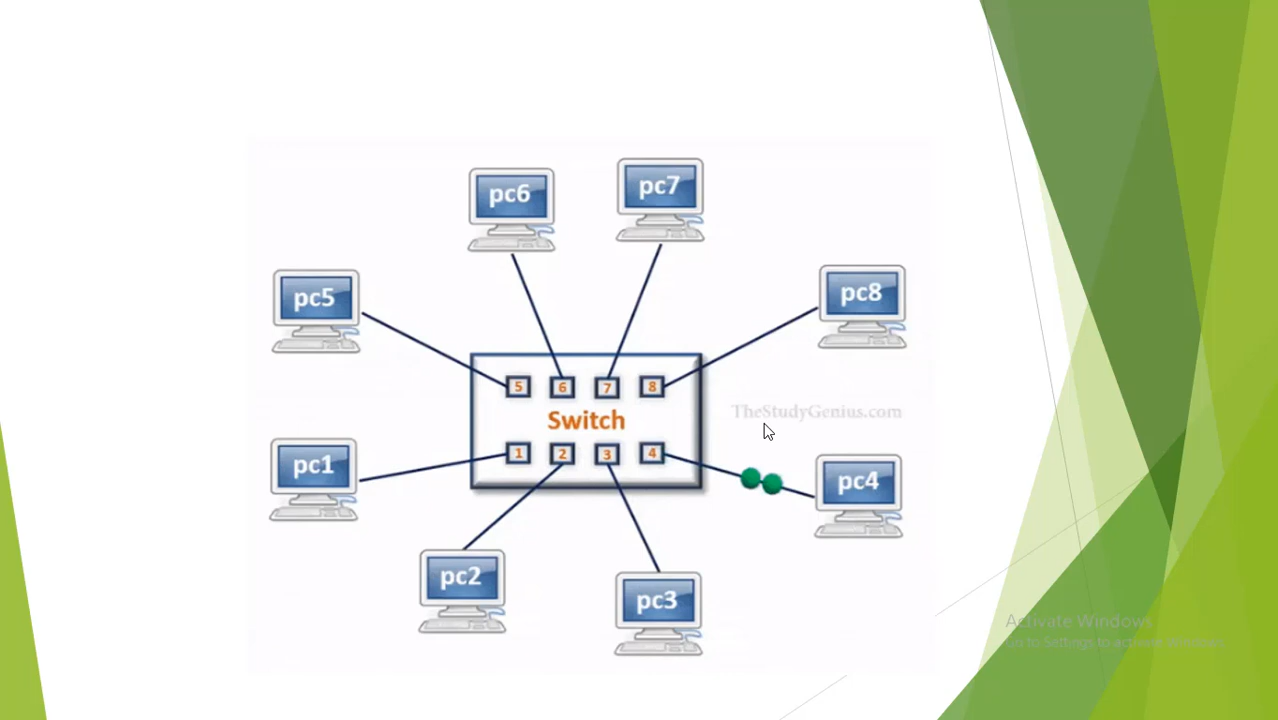 pc6
pc7
pc5
pc8
5
6
7
8
Switch
TheStudyGenius.com
1
2
3
4
pc1
pc4
pc2
pc3
Activate Windows
Go to Settings to activate Windows.